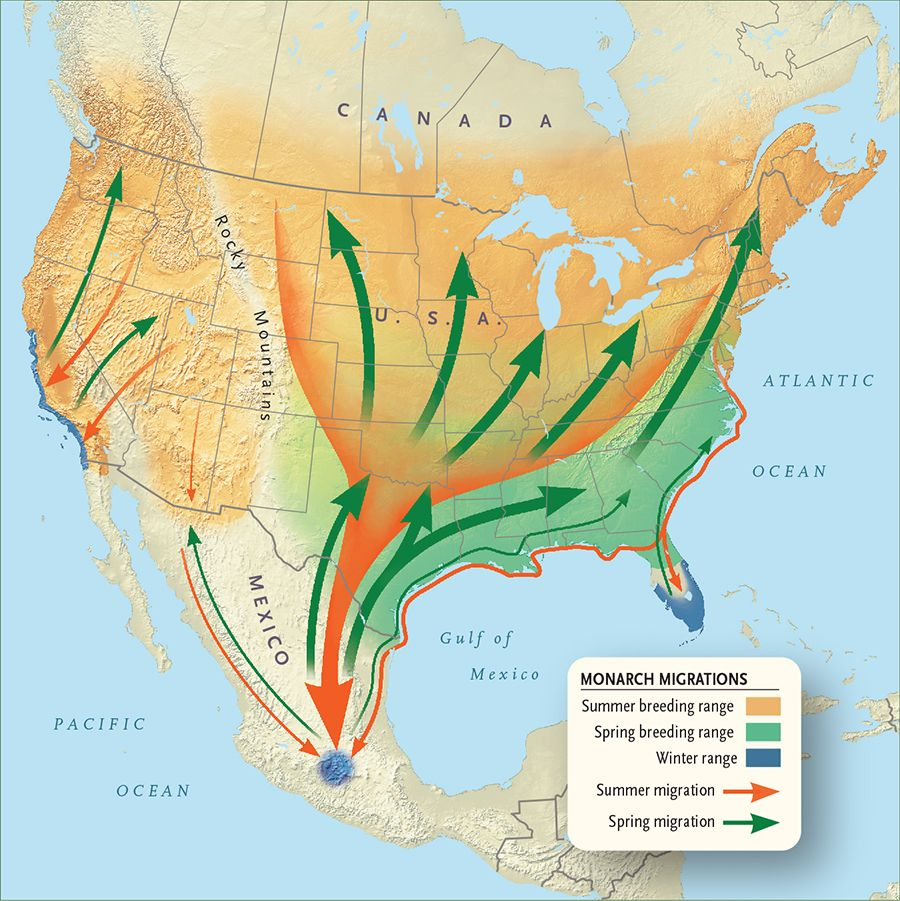 CANADA
Rocky Mountains
U. S. A.
ATLANTIC
OCEAN
MEXICO
Gulf of
Mexico
PACIFIC
OCEAN
MONARCH MIGRATIONS
Summer breeding range
Spring breeding range
Winter range
Summer migration
Spring migration